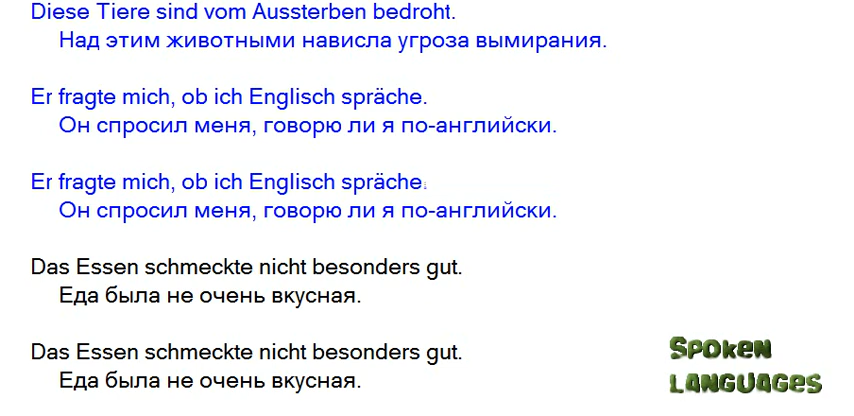 Diese Tiere sind vom Aussterben bedroht.
Над этим животными нависла угроза вымирания.
Er fragte mich, ob ich Englisch spräche.
Он спросил меня, говорю ли я по-английски.
Er fragte mich, ob ich Englisch spräche.
Он спросил меня, говорю ли я по-английски.
Das Essen schmeckte nicht besonders gut.
Еда была не очень вкусная.
Das Essen schmeckte nicht besonders gut.
Еда была не очень вкусная.
SPOKEN
LANGUAGES